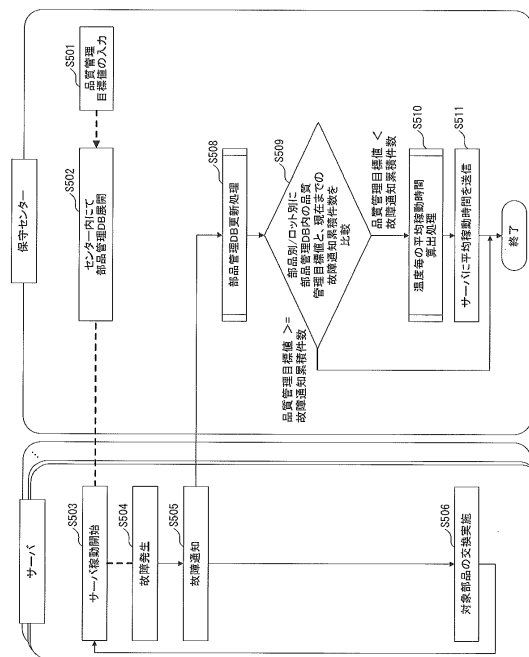 サーバ
保守センター
サーバ稼動開始
S503
故障発生
S504
故障通知
S505
対象部品の交換実施
S506
センター内にて
部品管理DB展開
S502
品質管理
目標値の入力
S501
部品管理DB更新処理
S508
部品別/ロット別に
部品管理DB内の品質
管理目標値と、現在までの
故障通知累積件数を
比較
S509
品質管理目標値 >=
故障通知累積件数
品質管理目標値 <
故障通知累積件数
温度毎の平均稼動時間
算出処理
S510
サーバに平均稼動時間を送信
S511
終了